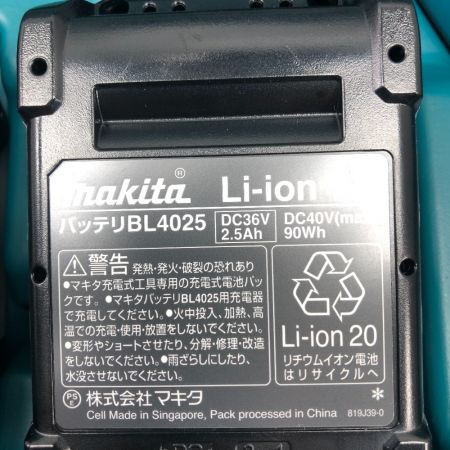 makita® Li-ion
バッテリBL4025 DC36V DC40V(max)
2.5Ah 90Wh
警告 発熱・発火・破裂の恐れあり
●マキタ充電式工具専用の充電式電池パッ
クです。●マキタバッテリBL4025用充電器
で充電してください。●火中投入、加熱、高
温での充電・使用・放置をしないでください。
●変形やショートさせたり、分解・修理・改造
をしないでください。●雨ざらしにしたり、
水没させないでください。
Li-ion 20
リチウムイオン電池
はリサイクルへ
PSE 株式会社マキタ
Cell Made in Singapore, Pack processed in China 819J39-0